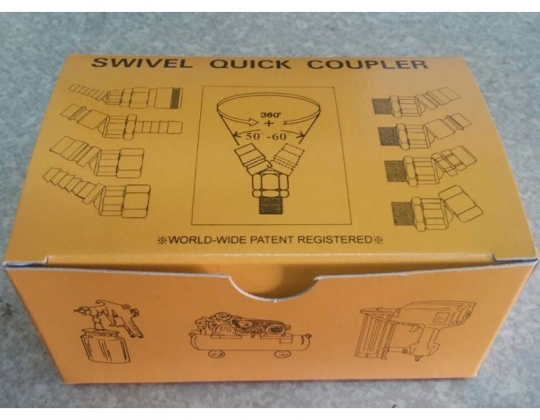 SWIVEL QUICK COUPLER
360°
+
50°-60°
※WORLD-WIDE PATENT REGISTERED※